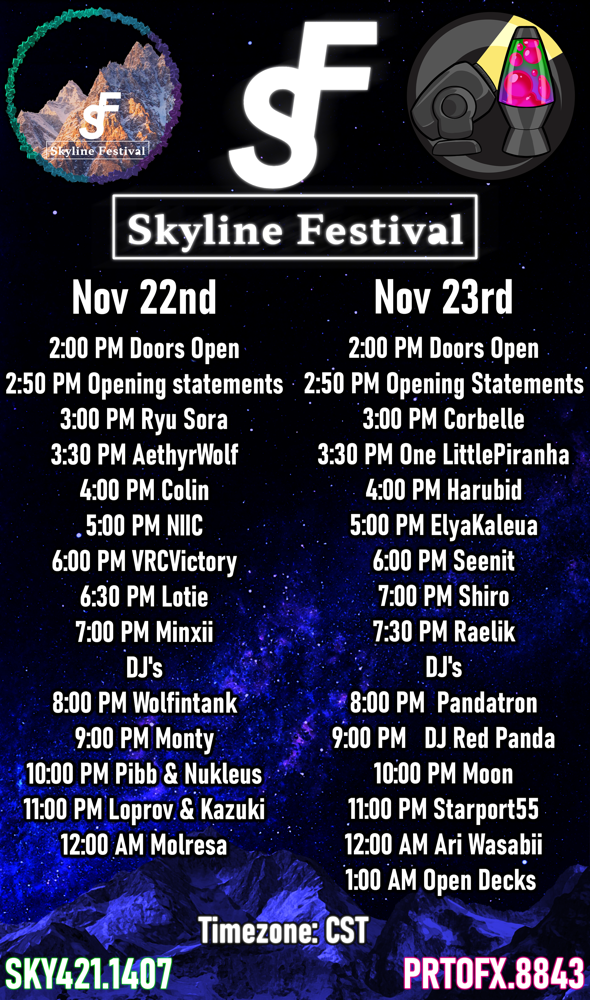 SF
Skyline Festival
SF
Skyline Festival
Nov 22nd
2:00 PM Doors Open
2:50 PM Opening statements
3:00 PM Ryu Sora
3:30 PM AethyrWolf
4:00 PM Colin
5:00 PM NIIC
6:00 PM VRCVictory
6:30 PM Lotie
7:00 PM Minxii
DJ's
8:00 PM Wolfintank
9:00 PM Monty
10:00 PM Pibb & Nukleus
11:00 PM Loprov & Kazuki
12:00 AM Molresa
Nov 23rd
2:00 PM Doors Open
2:50 PM Opening Statements
3:00 PM Corbelle
3:30 PM One LittlePiranha
4:00 PM Harubid
5:00 PM ElyaKaleua
6:00 PM Seenit
7:00 PM Shiro
7:30 PM Raelik
DJ's
8:00 PM Pandatron
9:00 PM DJ Red Panda
10:00 PM Moon
11:00 PM Starport55
12:00 AM Ari Wasabii
1:00 AM Open Decks
Timezone: CST
SKY421.1407
PRTOFX.8843